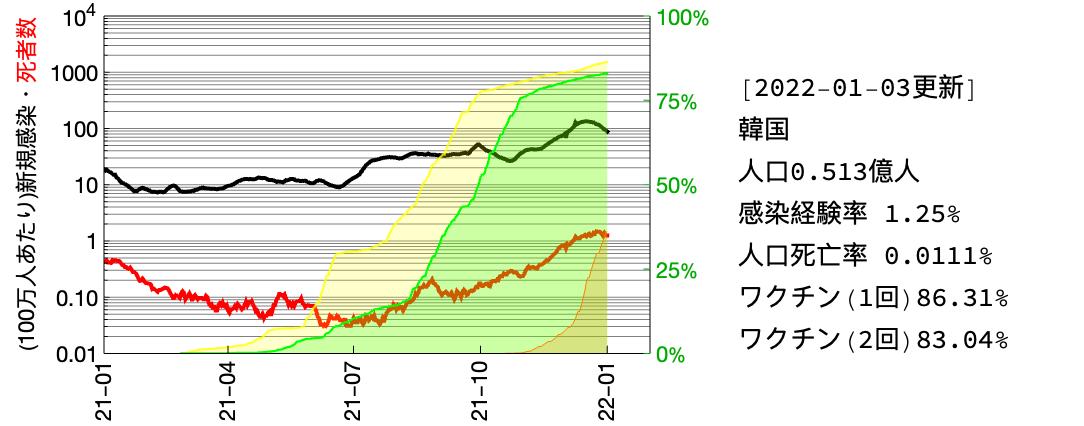 (100万人あたり)新規感染・死者数
10^4
1000
100
10
1
0.10
0.01
100%
75%
50%
25%
0%
21-01
21-04
21-07
21-10
22-01
[2022-01-03更新]
韓国
人口0.513億人
感染経験率 1.25%
人口死亡率 0.0111%
ワクチン(1回)86.31%
ワクチン(2回)83.04%